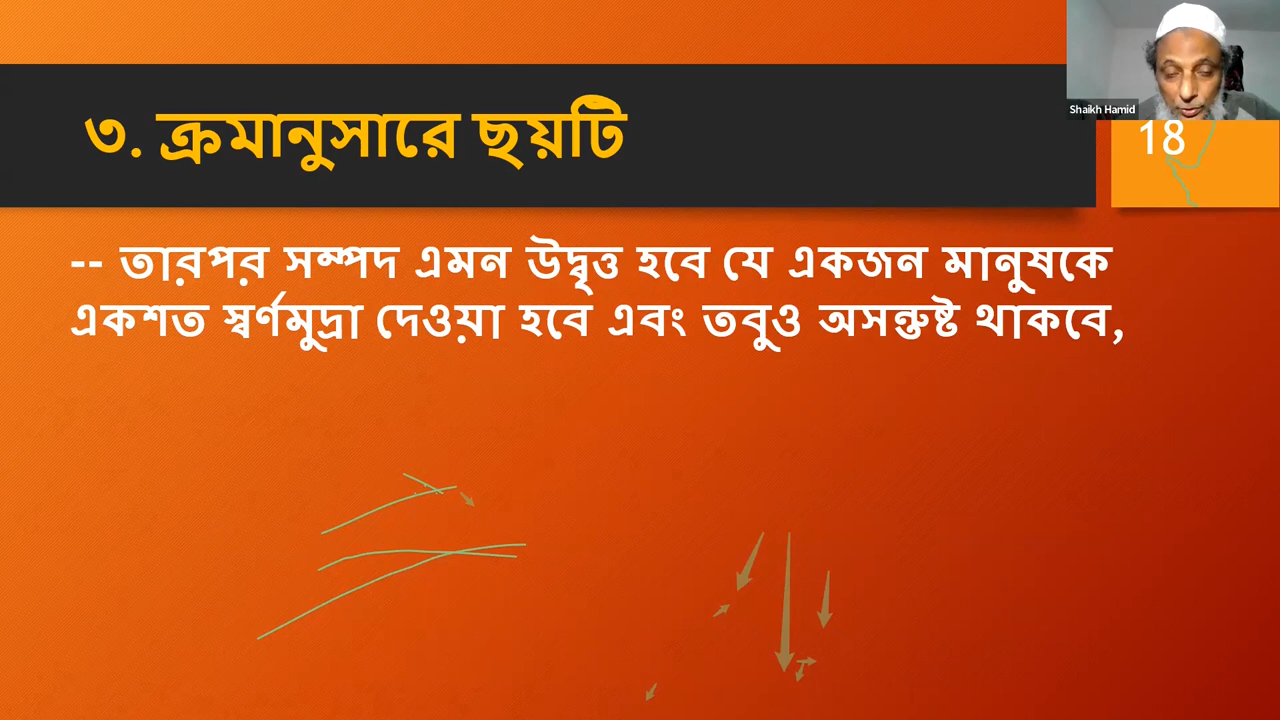 Shaikh Hamid
18
৩. ক্রমানুসারে ছয়টি
-- তারপর সম্পদ এমন উদ্বৃত্ত হবে যে একজন মানুষকে
একশত স্বর্ণমুদ্রা দেওয়া হবে এবং তবুও অসন্তুষ্ট থাকবে,